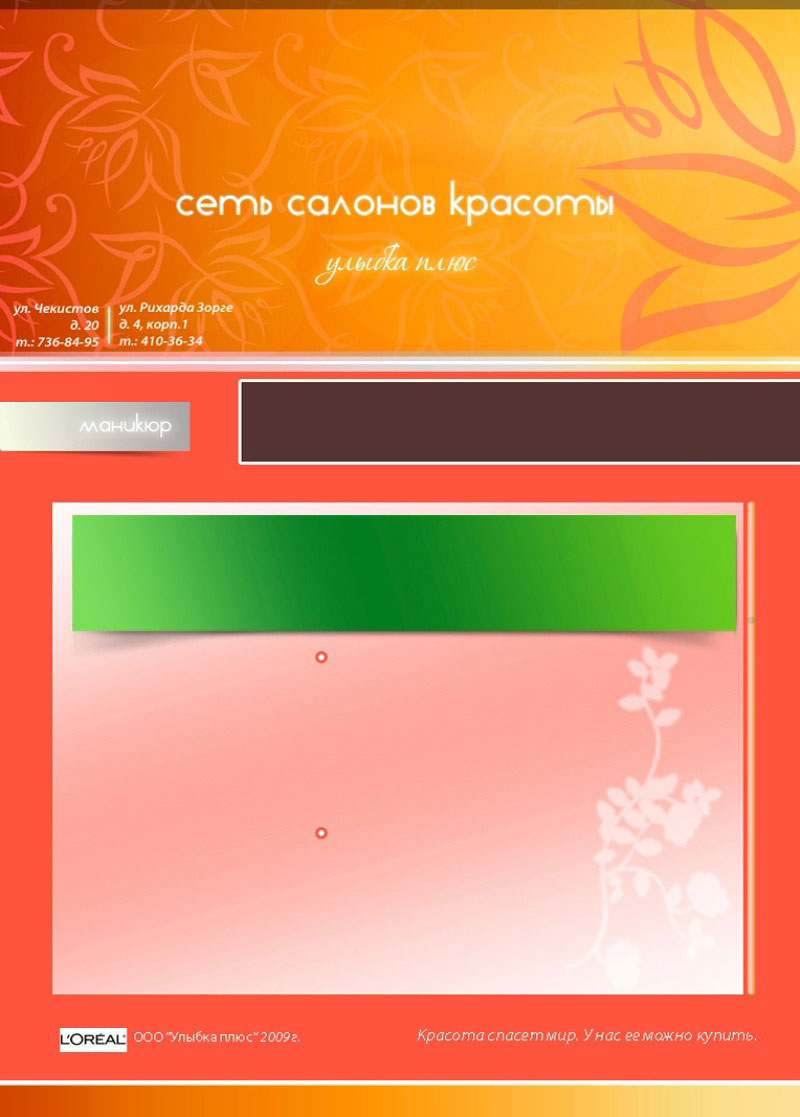 сеть салонов красоты
улыбка плюс
ул. Чекистов
д. 20
т.: 736-84-95
ул. Рихарда Зорге
д. 4, корп.1
т.: 410-36-34
маникюр
L'ORÉAL
ООО "Улыбка плюс" 2009г.
Красота спасет мир. У нас ее можно купить.